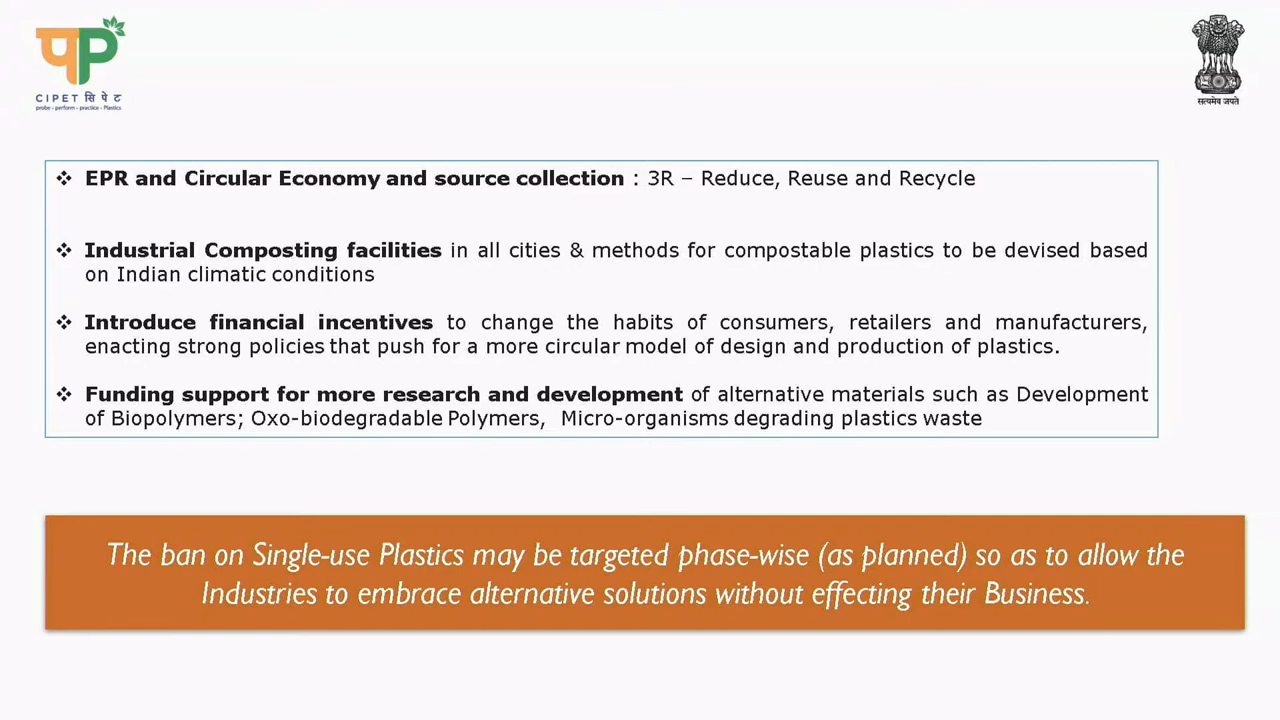 पP
CIPET सिपेट
probe - perform - practice - Plastics
सत्यमेव जयते
❖ EPR and Circular Economy and source collection : 3R – Reduce, Reuse and Recycle
❖ Industrial Composting facilities in all cities & methods for compostable plastics to be devised based
on Indian climatic conditions
❖ Introduce financial incentives to change the habits of consumers, retailers and manufacturers,
enacting strong policies that push for a more circular model of design and production of plastics.
❖ Funding support for more research and development of alternative materials such as Development
of Biopolymers; Oxo-biodegradable Polymers, Micro-organisms degrading plastics waste
The ban on Single-use Plastics may be targeted phase-wise (as planned) so as to allow the
Industries to embrace alternative solutions without effecting their Business.